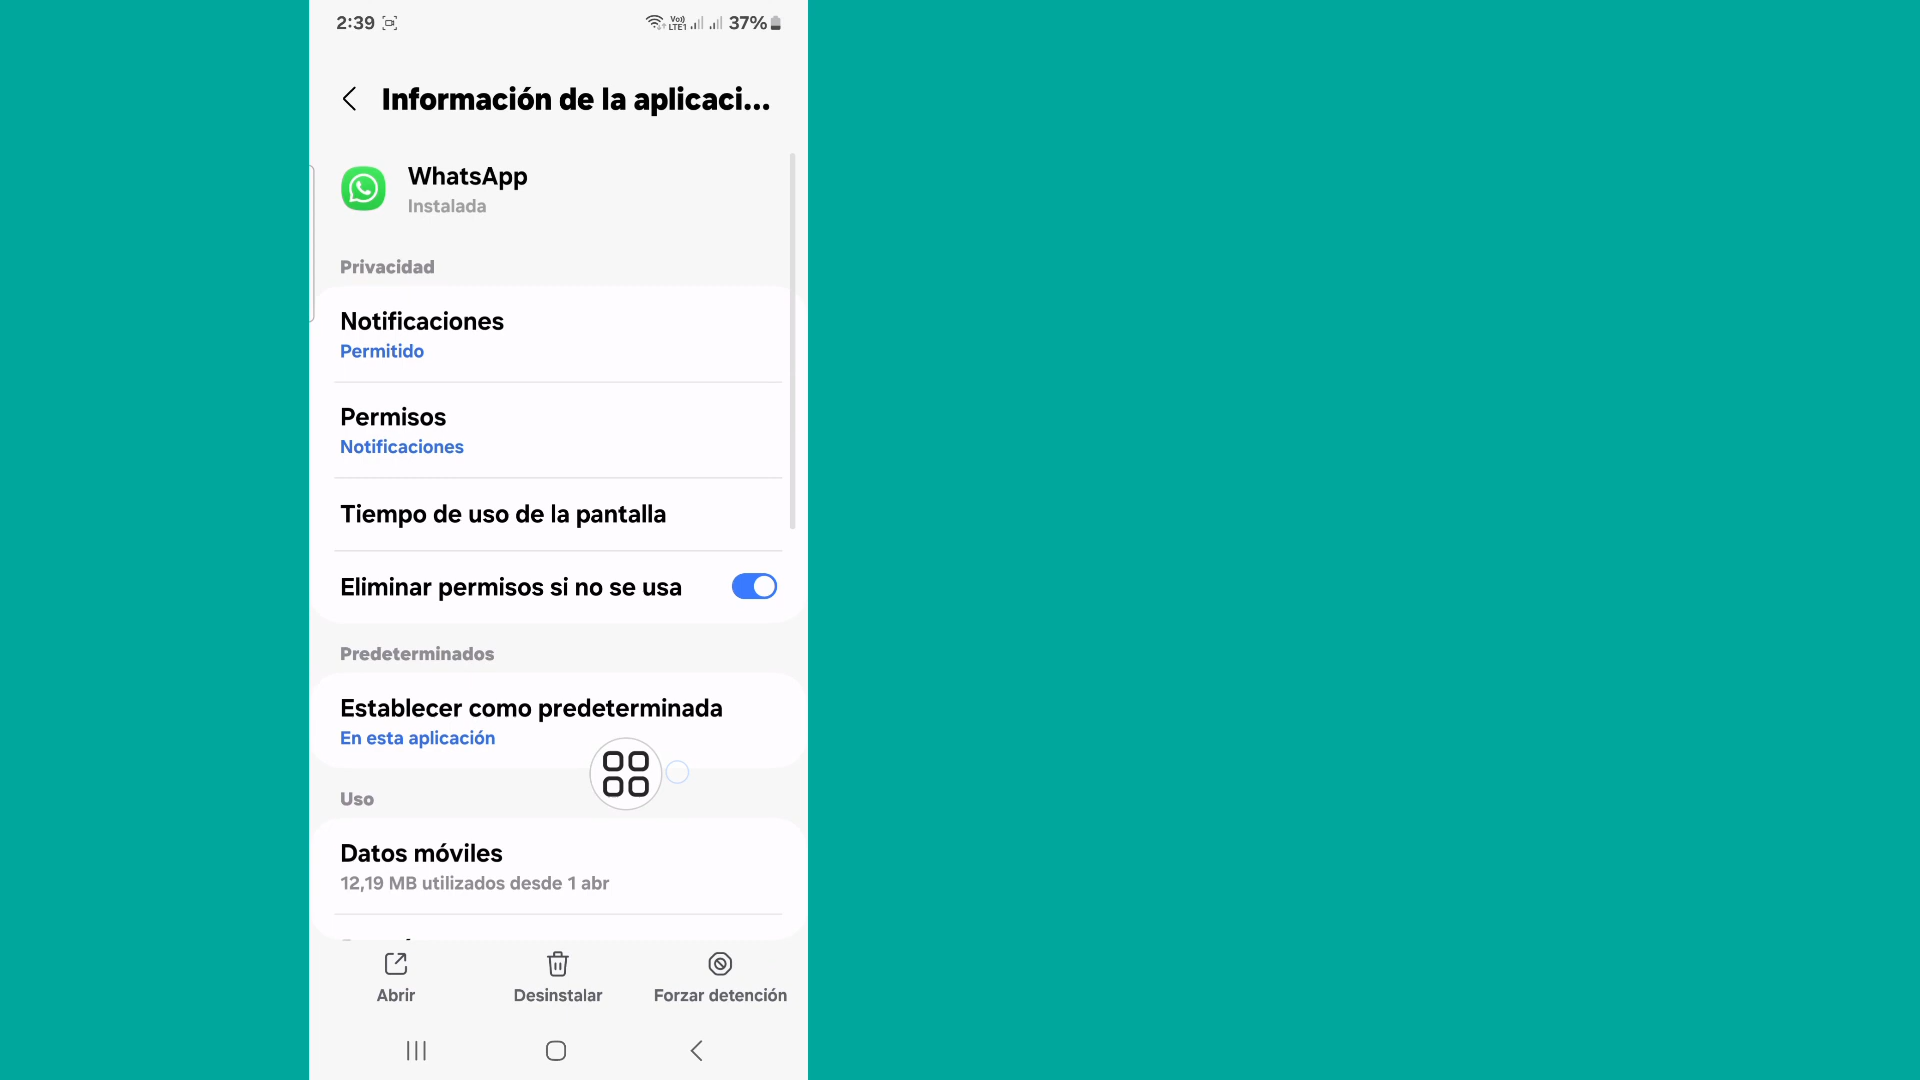 2:39
Vo))
LTE1
37%
Información de la aplicaci...
WhatsApp
Instalada
Privacidad
Notificaciones
Permitido
Permisos
Notificaciones
Tiempo de uso de la pantalla
Eliminar permisos si no se usa
Predeterminados
Establecer como predeterminada
En esta aplicación
Uso
Datos móviles
12,19 MB utilizados desde 1 abr
Abrir
Desinstalar
Forzar detención